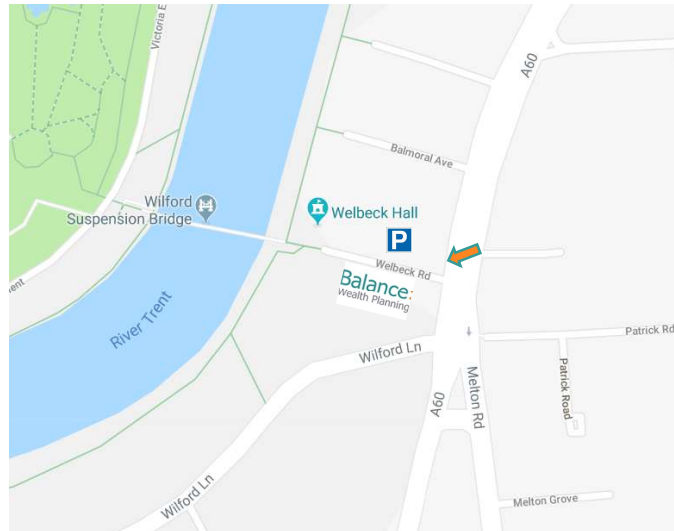 Victoria E
A60
Balmoral Ave
Wilford
Suspension Bridge
Welbeck Hall
P
Welbeck Rd
Balance:
Wealth Planning
River Trent
Wilford Ln
Patrick Rd
Patrick Road
A60
Melton Rd
Wilford Ln
Melton Grove